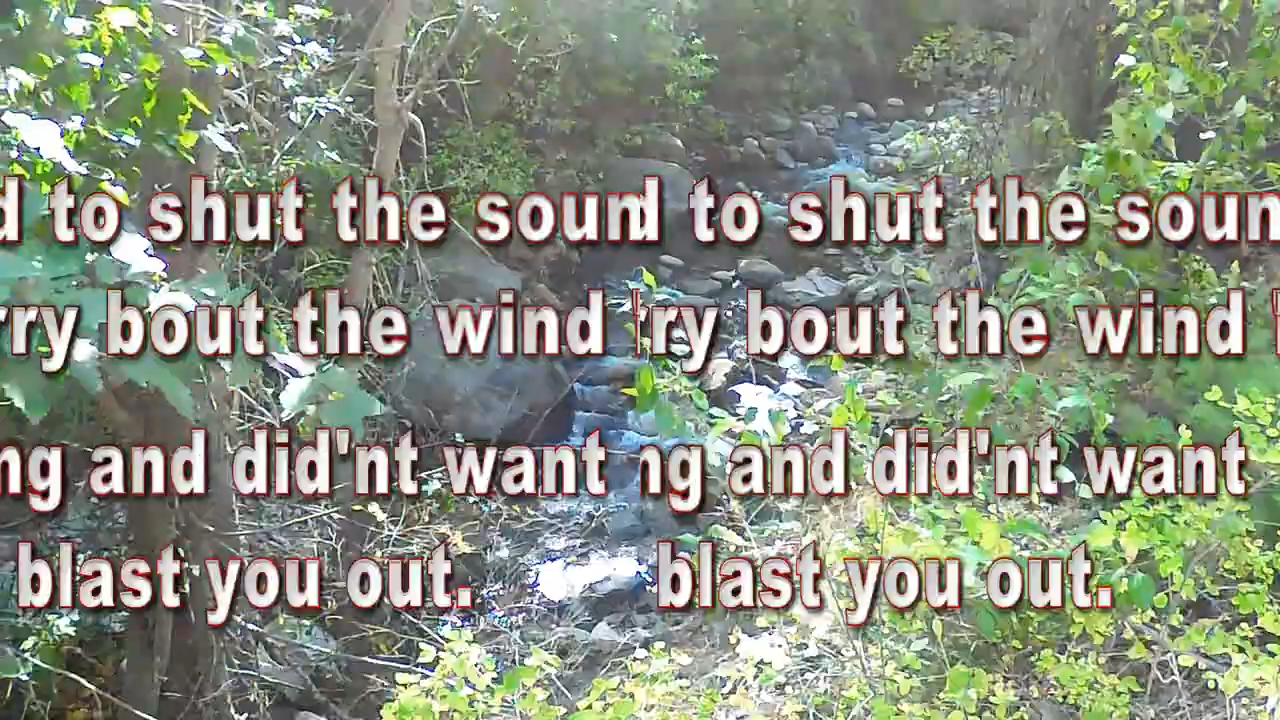 d to shut the sound to shut the soun
rry bout the wind 'ry bout the wind '
ng and did'nt want ng and did'nt want
blast you out. blast you out.